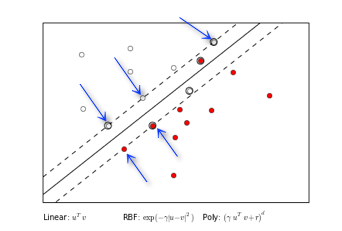 Linear: u^T v RBF: exp(−γ|u−v|^2) Poly: (γ u^T v+r)^d